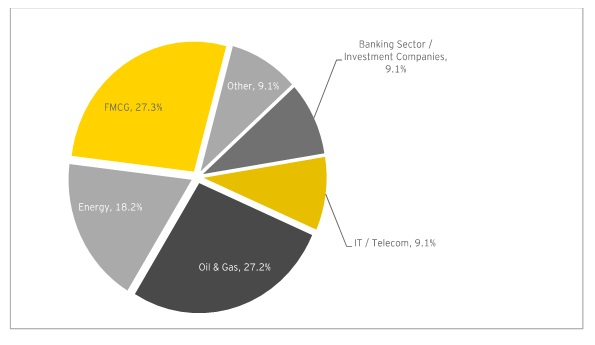 Banking Sector /
Investment Companies,
9.1%
Other, 9.1%
FMCG, 27.3%
Energy, 18.2%
IT / Telecom, 9.1%
Oil & Gas, 27.2%